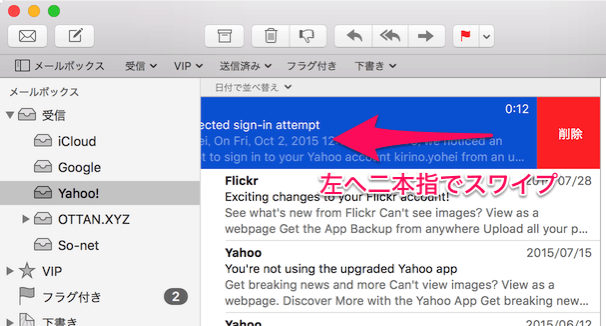 メールボックス 受信 VIP 送信済み フラグ付き 下書き
メールボックス
受信
iCloud
Google
Yahoo!
OTTAN.XYZ
So-net
VIP
フラグ付き 2
下書き
日付で並べ替え
0:12
ected sign-in attempt
ei, On Fri, Oct 2, 2015 12 we noticed an
t to sign in to your Yahoo account kirino.yohei from an u...
削除
左へ二本指でスワイプ
Flickr /07/28
Exciting changes to your Flickr account!
See what's new from Flickr Can't see images? View as a
webpage Get the App Backup from anywhere Upload all your p...
Yahoo 2015/07/15
You're not using the upgraded Yahoo app
Get breaking news and more Can't view images? View as a
webpage. Discover More with the Yahoo App Get breaking new...
Yahoo 2015/06/12